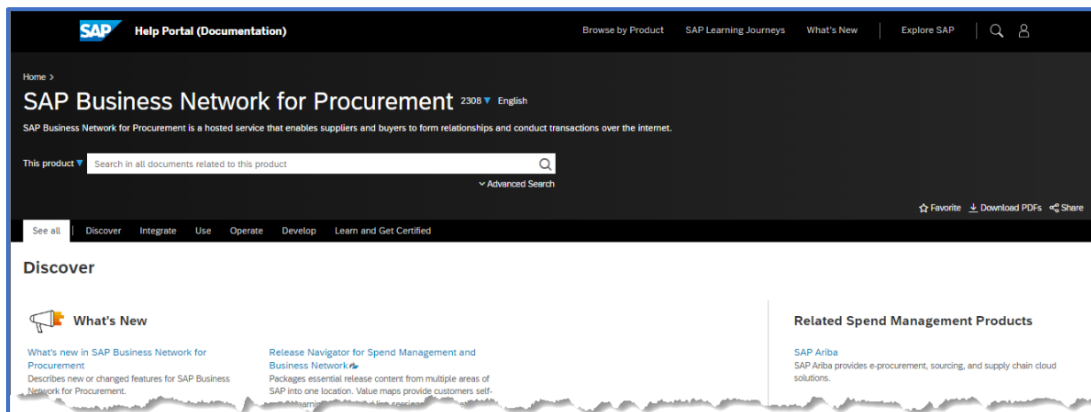 SAP Help Portal (Documentation) Browse by Product SAP Learning Journeys What's New Explore SAP
Home >
SAP Business Network for Procurement 2308 English
SAP Business Network for Procurement is a hosted service that enables suppliers and buyers to form relationships and conduct transactions over the internet.
This product Search in all documents related to this product
Advanced Search
Favorite Download PDFs Share
See all Discover Integrate Use Operate Develop Learn and Get Certified
Discover
What's New
What's new in SAP Business Network for
Procurement
Describes new or changed features for SAP Business
Network for Procurement.
Release Navigator for Spend Management and
Business Network
Packages essential release content from multiple areas of
SAP into one location. Value maps provide customers self-
Related Spend Management Products
SAP Ariba
SAP Ariba provides e-procurement, sourcing, and supply chain cloud
solutions.